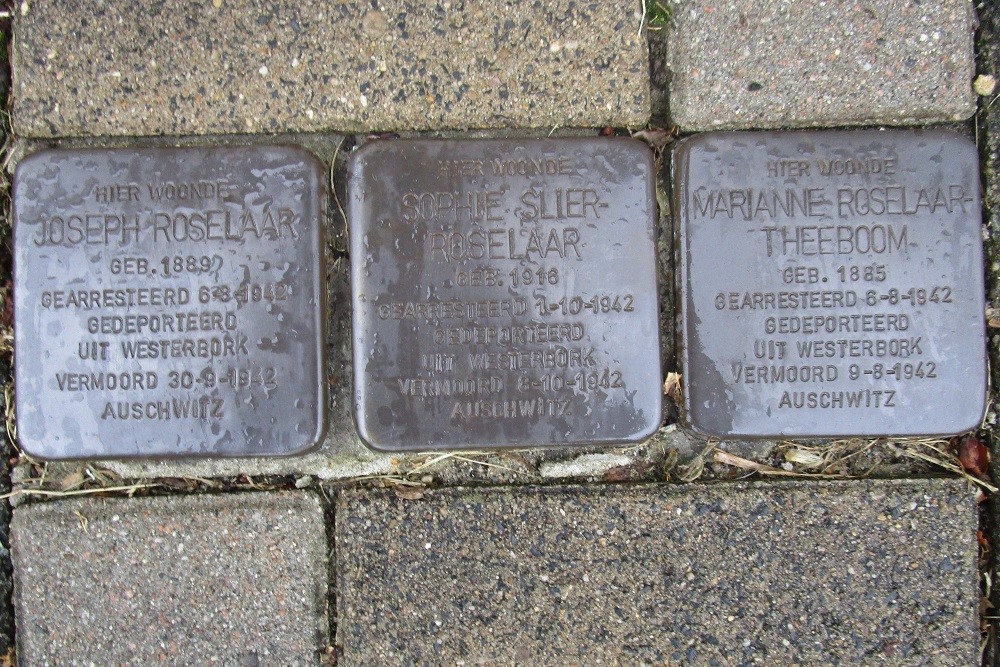 HIER WOONDE
JOSEPH ROSELAAR
GEB. 1889
GEARRESTEERD 6-8-1942
GEDEPORTEERD
UIT WESTERBORK
VERMOORD 30-9-1942
AUSCHWITZ
HIER WOONDE
SOPHIE SLIER-
ROSELAAR
GEB. 1916
GEARRESTEERD 1-10-1942
GEDEPORTEERD
UIT WESTERBORK
VERMOORD 8-10-1942
AUSCHWITZ
HIER WOONDE
MARIANNE ROSELAAR-
THEEBOOM
GEB. 1885
GEARRESTEERD 6-8-1942
GEDEPORTEERD
UIT WESTERBORK
VERMOORD 9-8-1942
AUSCHWITZ